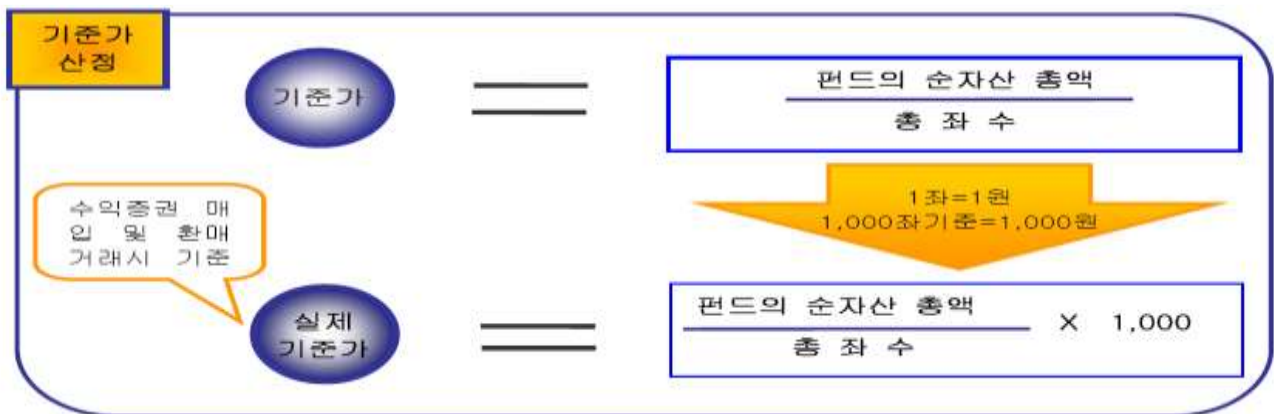 기준가
산정
기준가
펀드의 순자산 총액
총 좌 수
1좌=1원
1,000좌기준=1,000원
수익증권 매
입 및 환매
거래시 기준
실제
기준가
펀드의 순자산 총액
총 좌 수
× 1,000